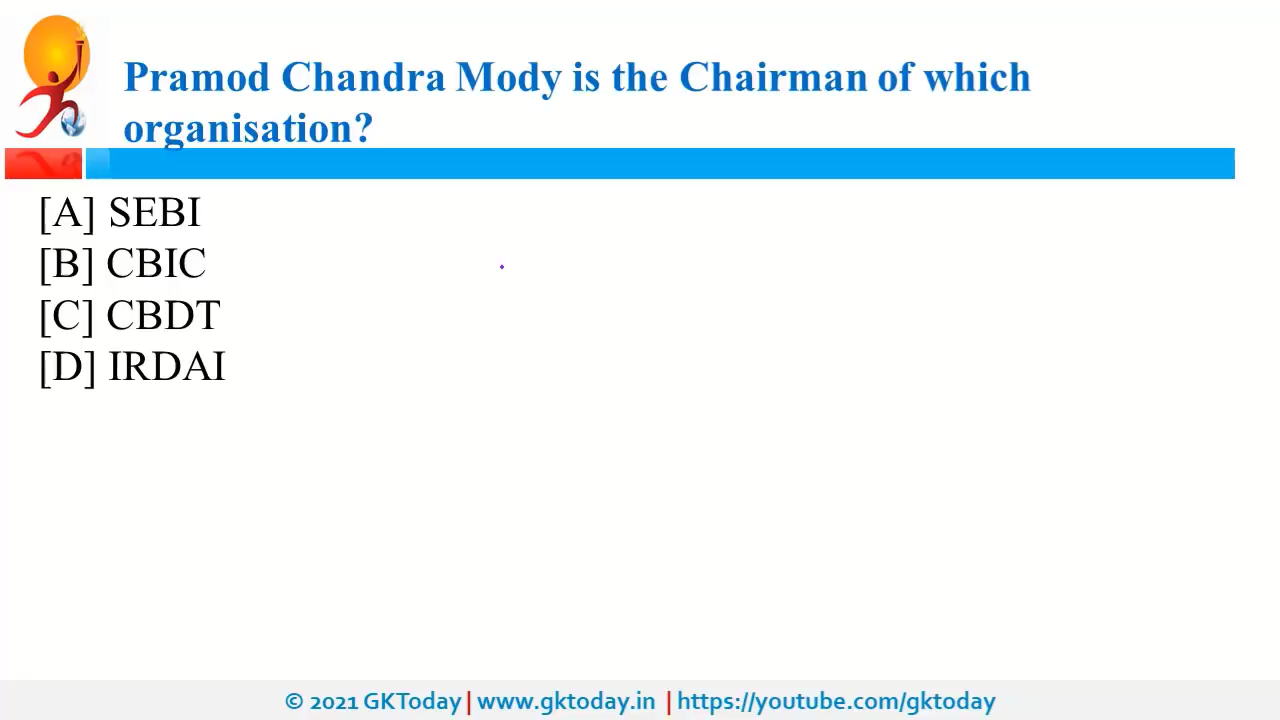 Pramod Chandra Mody is the Chairman of which
organisation?
[A] SEBI
[B] CBIC
[C] CBDT
[D] IRDAI
© 2021 GKToday | www.gktoday.in | https://youtube.com/gktoday